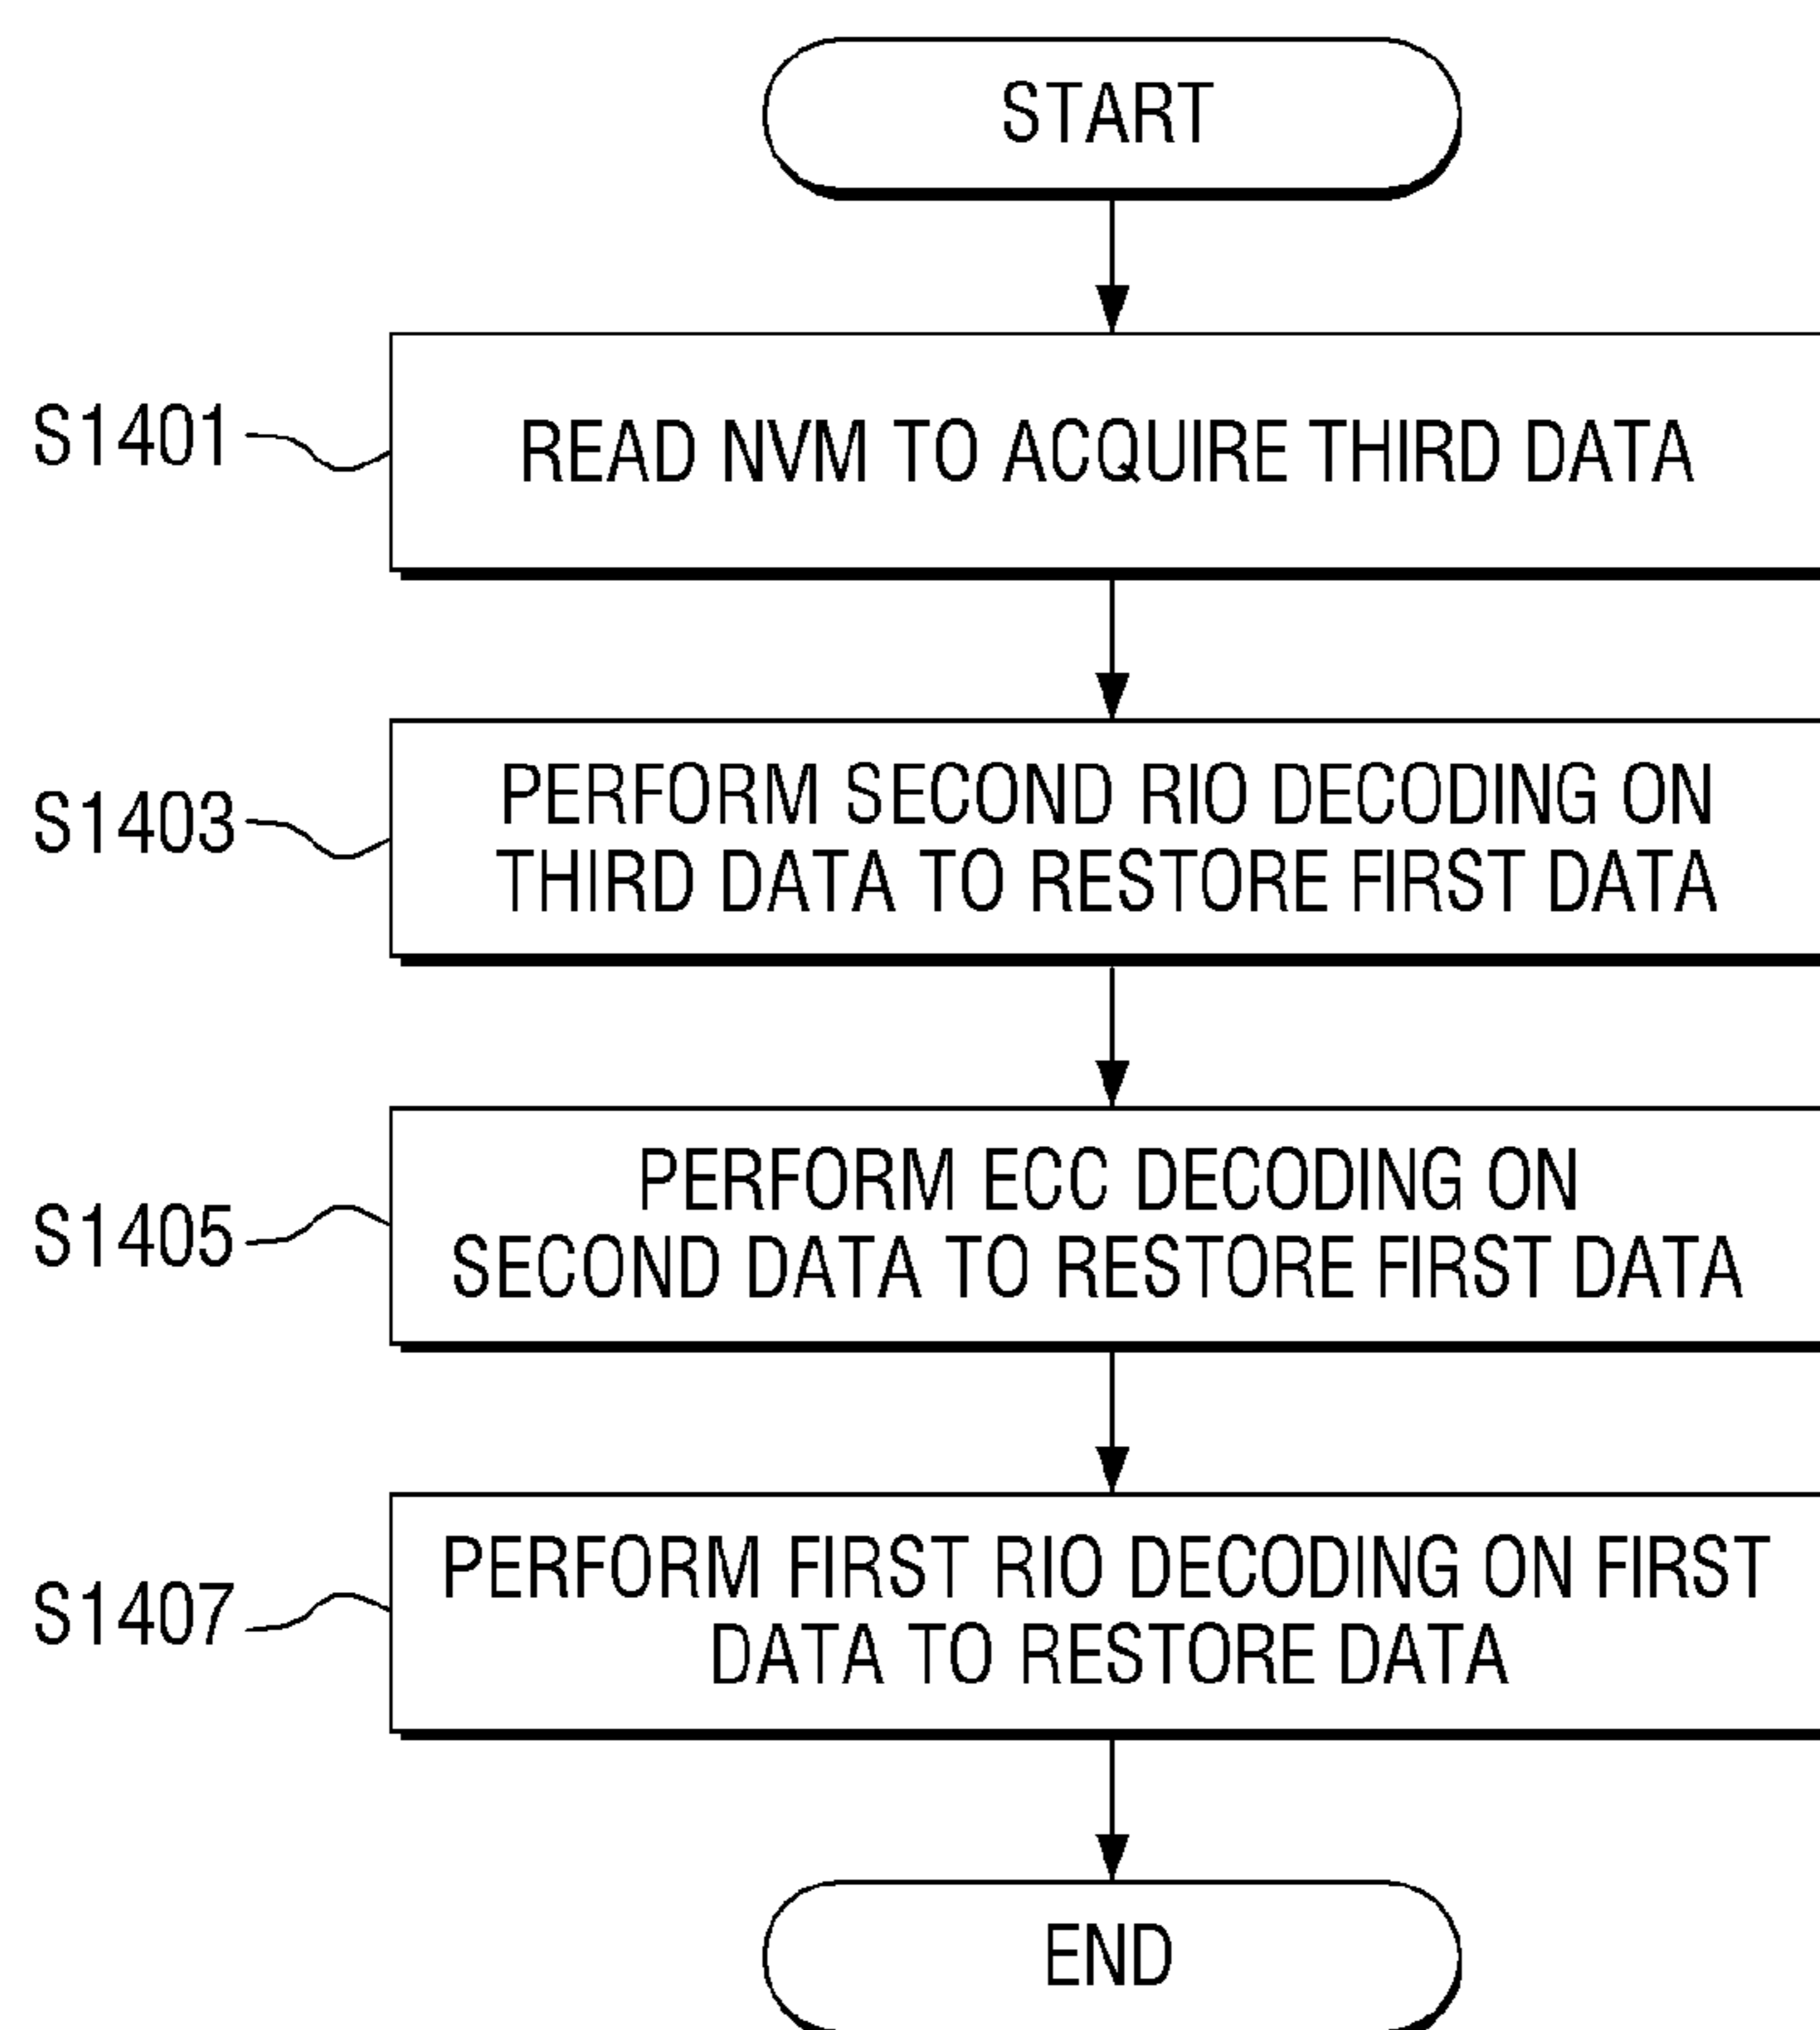 START
S1401
READ NVM TO ACQUIRE THIRD DATA
S1403
PERFORM SECOND RIO DECODING ON
THIRD DATA TO RESTORE FIRST DATA
S1405
PERFORM ECC DECODING ON
SECOND DATA TO RESTORE FIRST DATA
S1407
PERFORM FIRST RIO DECODING ON FIRST
DATA TO RESTORE DATA
END